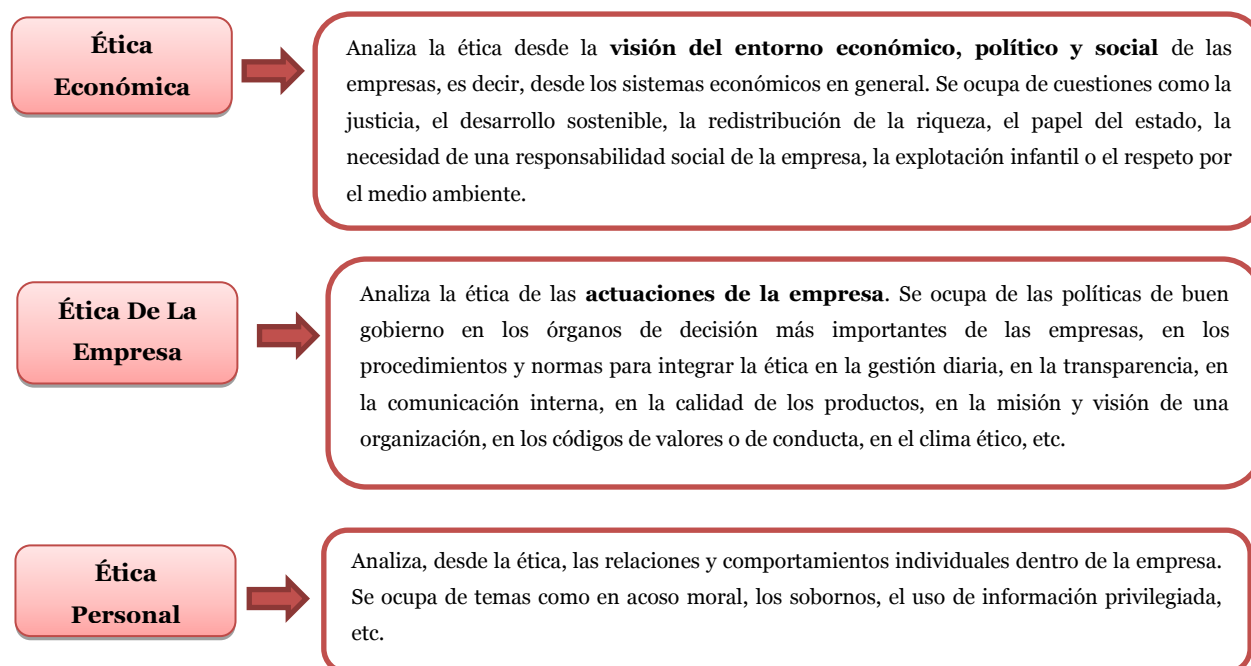 Ética
Económica
Analiza la ética desde la visión del entorno económico, político y social de las
empresas, es decir, desde los sistemas económicos en general. Se ocupa de cuestiones como la
justicia, el desarrollo sostenible, la redistribución de la riqueza, el papel del estado, la
necesidad de una responsabilidad social de la empresa, la explotación infantil o el respeto por
el medio ambiente.
Ética De La
Empresa
Analiza la ética de las actuaciones de la empresa. Se ocupa de las políticas de buen
gobierno en los órganos de decisión más importantes de las empresas, en los
procedimientos y normas para integrar la ética en la gestión diaria, en la transparencia, en
la comunicación interna, en la calidad de los productos, en la misión y visión de una
organización, en los códigos de valores o de conducta, en el clima ético, etc.
Ética
Personal
Analiza, desde la ética, las relaciones y comportamientos individuales dentro de la empresa.
Se ocupa de temas como en acoso moral, los sobornos, el uso de información privilegiada,
etc.